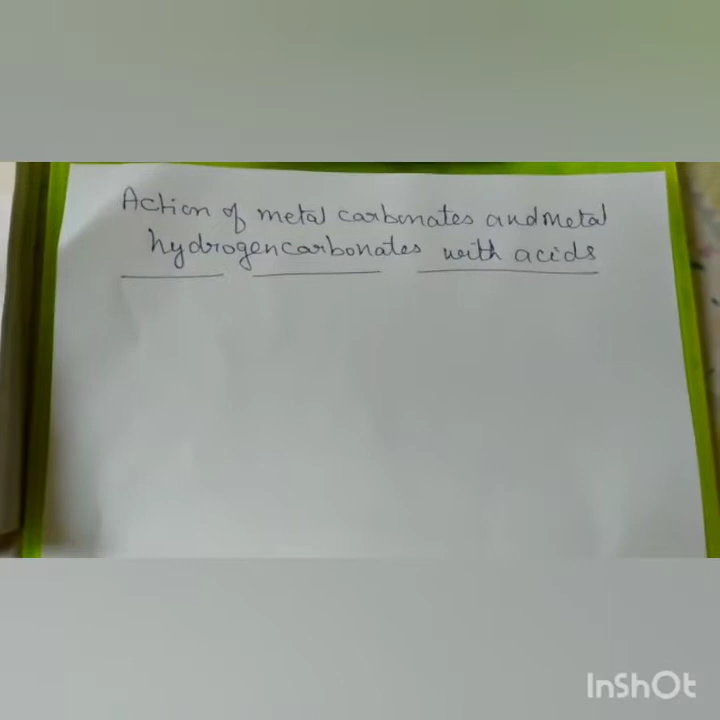 Action of metal carbonates and metal
hydrogencarbonates with acids
InShOt